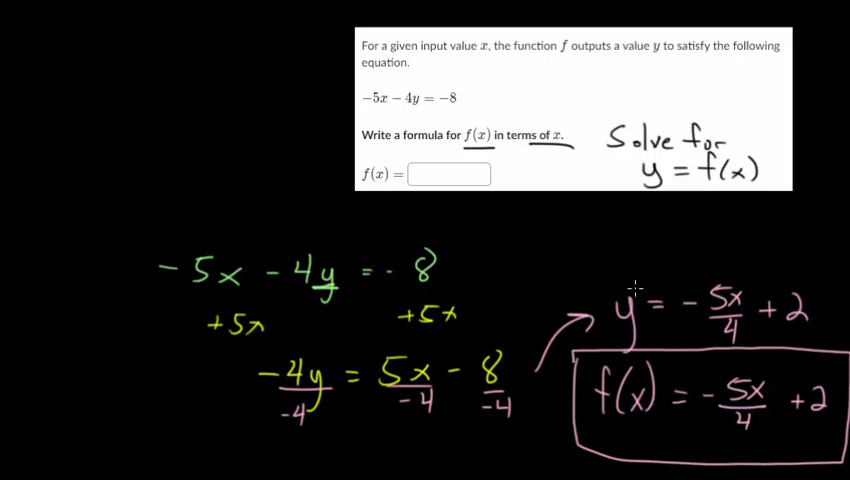 For a given input value x, the function f outputs a value y to satisfy the following
equation.
−5x − 4y = −8
Write a formula for f(x) in terms of x.
f(x) =
Solve for
y = f(x)
- 5x - 4y = - 8
+5x +5x
-4y = 5x - 8
-4 -4 -4
y = - 5x/4 + 2
f(x) = - 5x/4 + 2